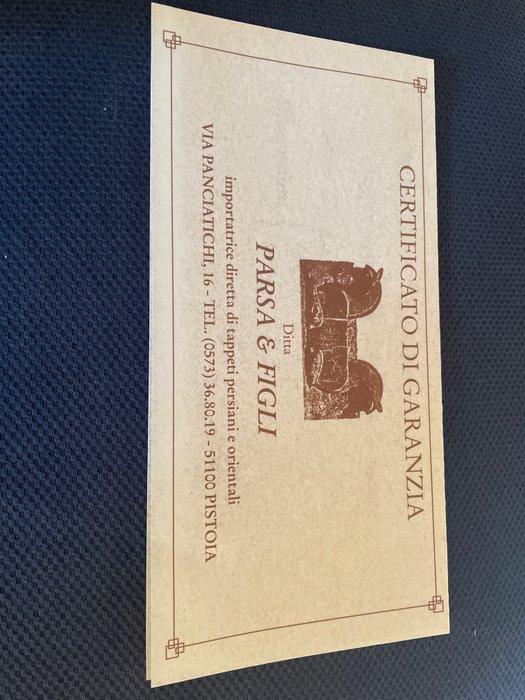 CERTIFICATO DI GARANZIA
Ditta
PARSA & FIGLI
importatrice diretta di tappeti persiani e orientali
VIA PANCIATICHI, 16 - TEL. (0573) 36.80.19 - 51100 PISTOIA